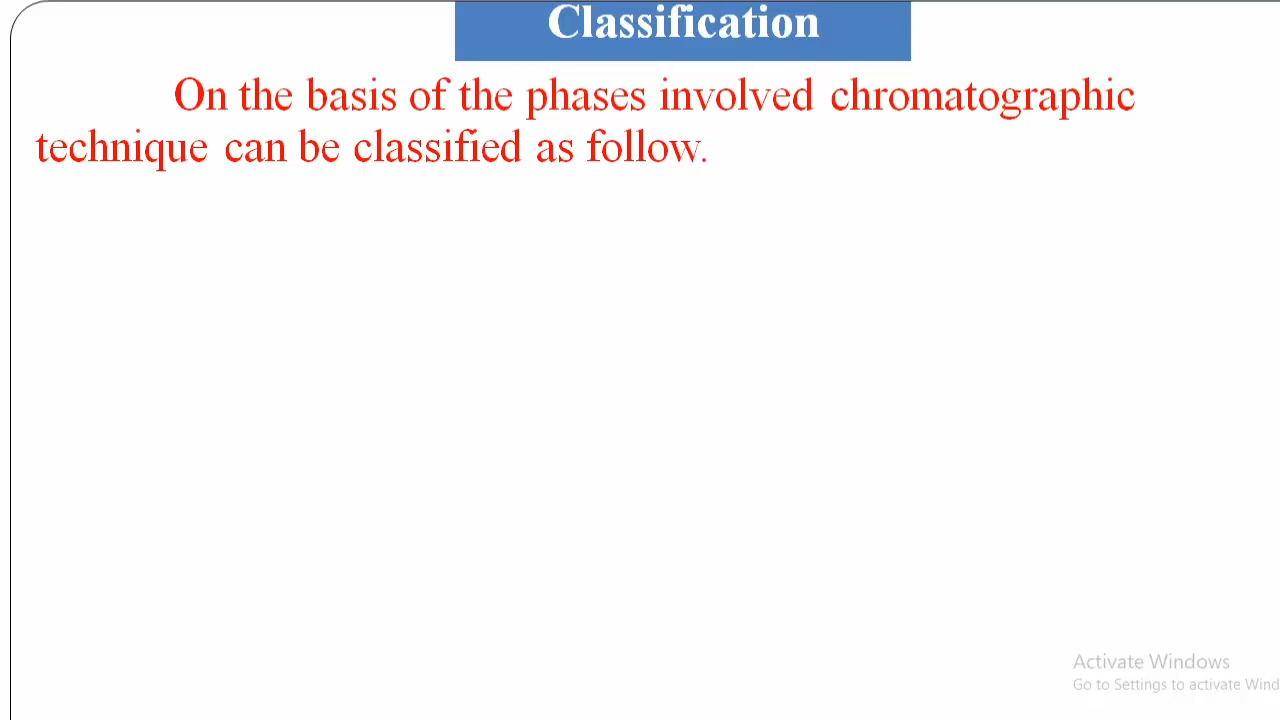 Classification
On the basis of the phases involved chromatographic
technique can be classified as follow.
Activate Windows
Go to Settings to activate Wind